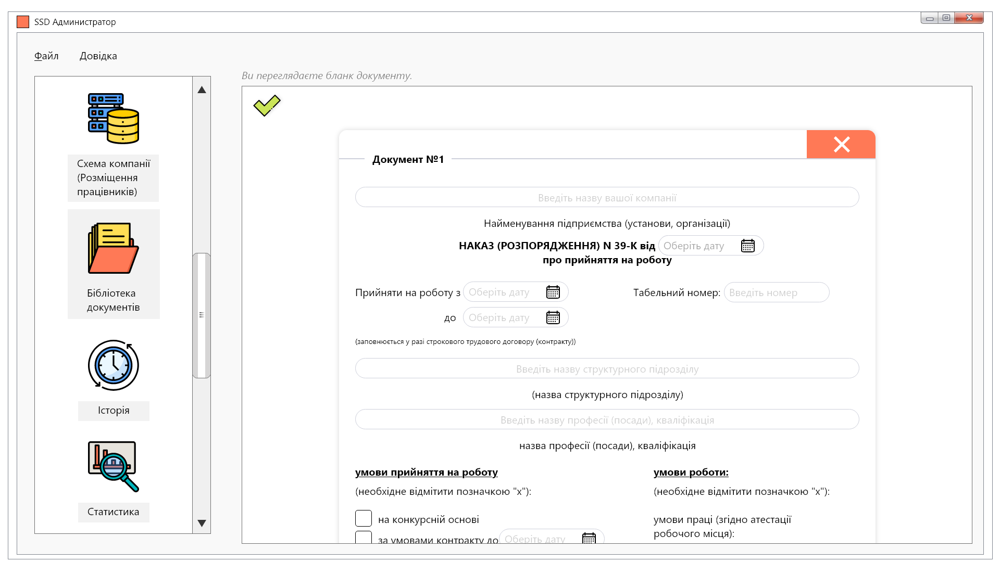 SSD Администратор
Файл Довідка
Схема компанії
(Розміщення
працівників)
Бібліотека
документів
Історія
Статистика
Ви переглядаєте бланк документу.
Документ №1
Введіть назву вашої компанії
Найменування підприємства (установи, організації)
НАКАЗ (РОЗПОРЯДЖЕННЯ) N 39-К від Оберіть дату
про прийняття на роботу
Прийняти на роботу з Оберіть дату Табельний номер: Введіть номер
до Оберіть дату
(заповнюється у разі строкового трудового договору (контракту))
Введіть назву структурного підрозділу
(назва структурного підрозділу)
Введіть назву професії (посади), кваліфікація
назва професії (посади), кваліфікація
умови прийняття на роботу
(необхідне відмітити позначкою "х"):
на конкурсній основі
за умовами контракту до Оберіть дату
умови роботи:
(необхідне відмітити позначкою "х"):
умови праці (згідно атестації
робочого місця):